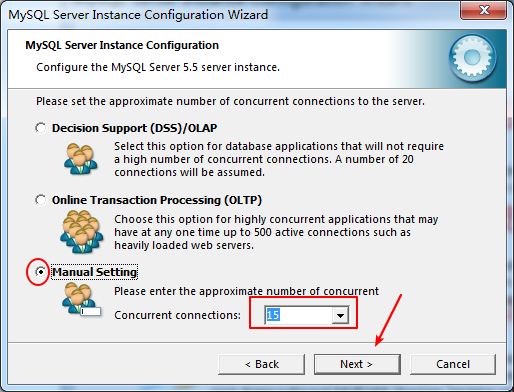 MySQL Server Instance Configuration Wizard
MySQL Server Instance Configuration
Configure the MySQL Server 5.5 server instance.
Please set the approximate number of concurrent connections to the server.
Decision Support (DSS)/OLAP
Select this option for database applications that will not require
a high number of concurrent connections. A number of 20
connections will be assumed.
Online Transaction Processing (OLTP)
Choose this option for highly concurrent applications that may
have at any one time up to 500 active connections such as
heavily loaded web servers.
Manual Setting
Please enter the approximate number of concurrent
Concurrent connections: 15
< Back Next > Cancel